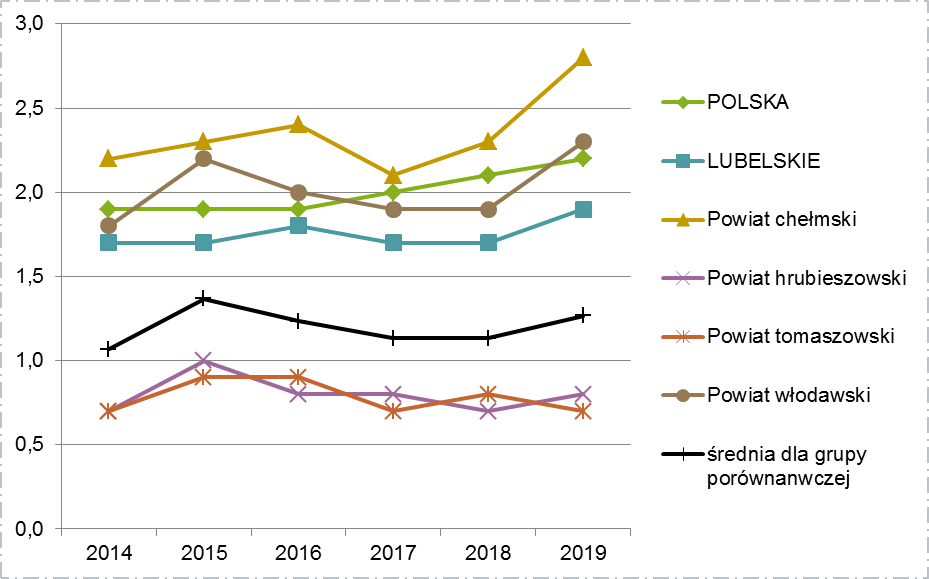 3,0
2,5
2,0
1,5
1,0
0,5
0,0
2014 2015 2016 2017 2018 2019
POLSKA
LUBELSKIE
Powiat chełmski
Powiat hrubieszowski
Powiat tomaszowski
Powiat włodawski
średnia dla grupy
porównanwczej